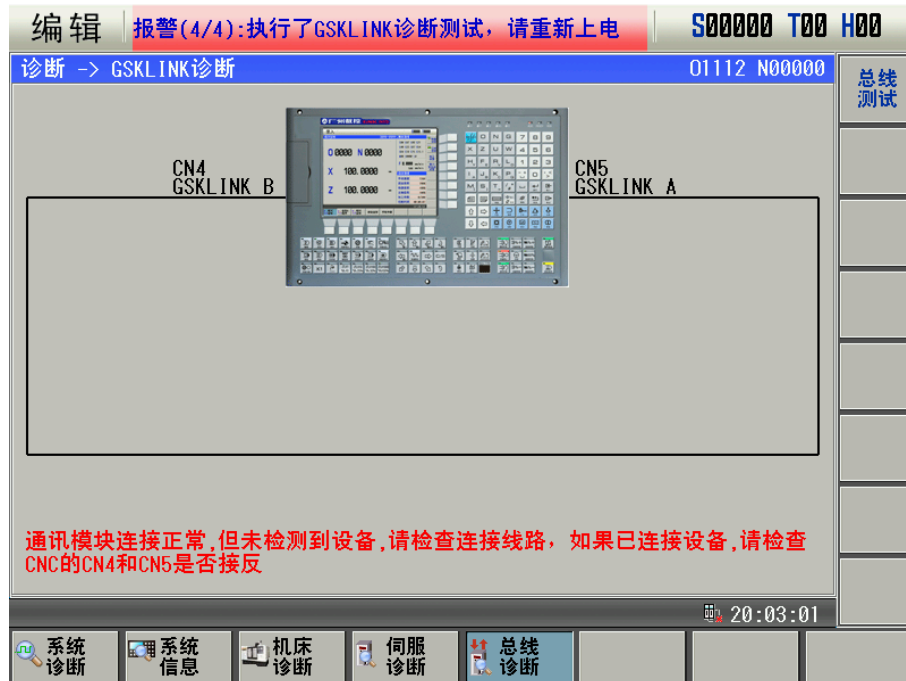 编辑
报警(4/4):执行了GSKLINK诊断测试，请重新上电
S00000 T00 H00
诊断 -> GSKLINK诊断
O1112 N00000
总线
测试
CN4
GSKLINK B
CN5
GSKLINK A
O 0000 N 0000
X 100.0000
Z 100.0000
通讯模块连接正常,但未检测到设备,请检查连接线路，如果已连接设备,请检查
CNC的CN4和CN5是否接反
20:03:01
系统
诊断
系统
信息
机床
诊断
伺服
诊断
总线
诊断